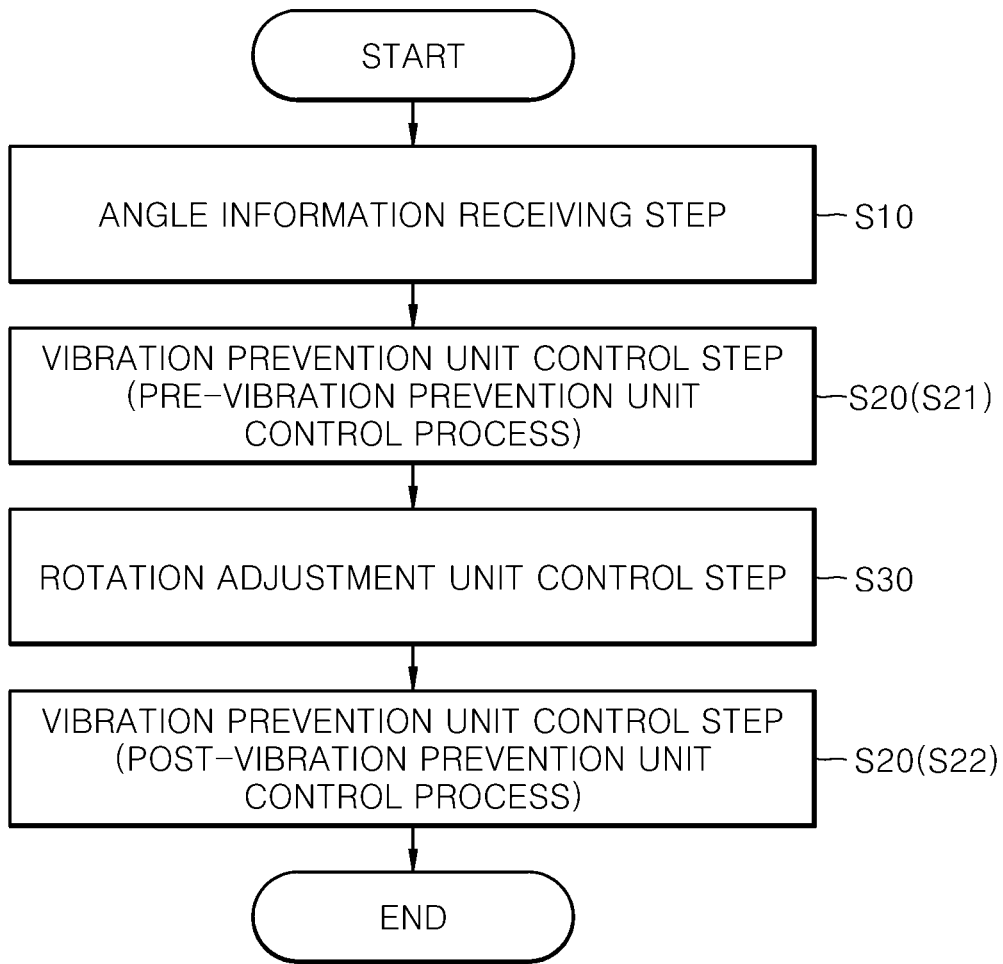 START
ANGLE INFORMATION RECEIVING STEP
S10
VIBRATION PREVENTION UNIT CONTROL STEP
(PRE-VIBRATION PREVENTION UNIT
CONTROL PROCESS)
S20(S21)
ROTATION ADJUSTMENT UNIT CONTROL STEP
S30
VIBRATION PREVENTION UNIT CONTROL STEP
(POST-VIBRATION PREVENTION UNIT
CONTROL PROCESS)
S20(S22)
END